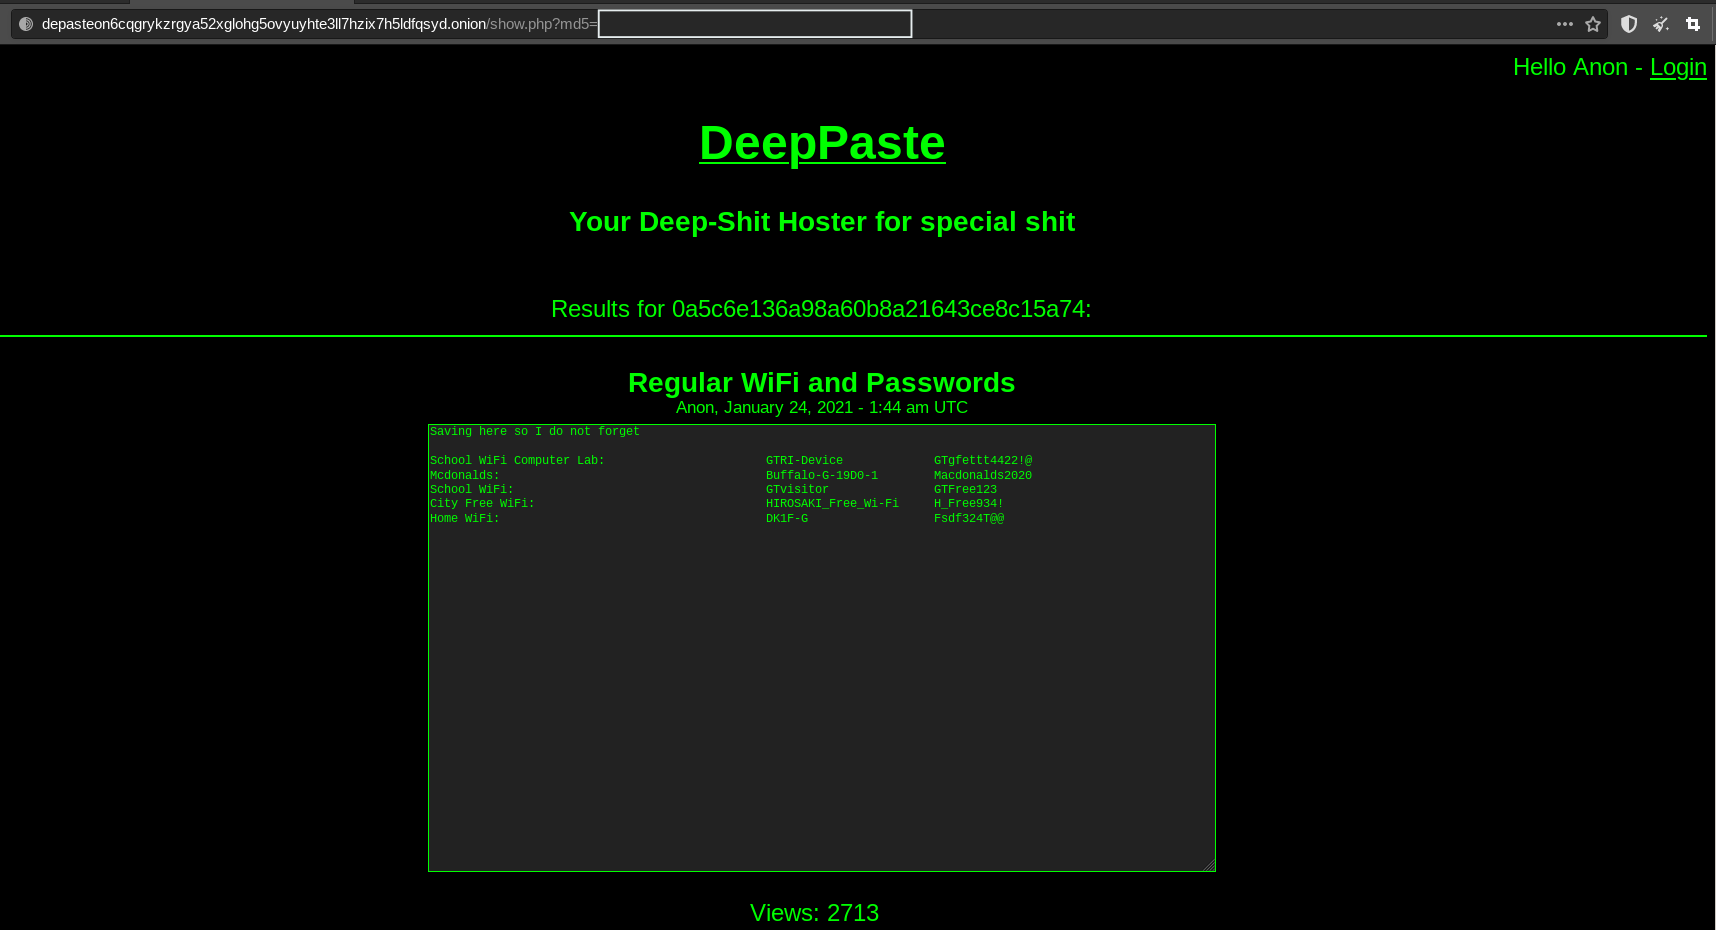 depasteon6cqgrykzrgya52xglohg5ovyuyhte3ll7hzix7h5ldfqsyd.onion/show.php?md5=
Hello Anon - Login
DeepPaste
Your Deep-Shit Hoster for special shit
Results for 0a5c6e136a98a60b8a21643ce8c15a74:
Regular WiFi and Passwords
Anon, January 24, 2021 - 1:44 am UTC
Saving here so I do not forget
School WiFi Computer Lab: GTRI-Device GTgfettt4422!@
Mcdonalds: Buffalo-G-19D0-1 Macdonalds2020
School WiFi: GTvisitor GTFree123
City Free WiFi: HIROSAKI_Free_Wi-Fi H_Free934!
Home WiFi: DK1F-G Fsdf324T@@
Views: 2713